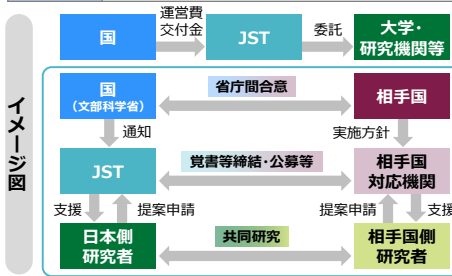 運営費
交付金
国
JST
委託
大学・
研究機関等
イメージ図
国
(文部科学省)
省庁間合意
相手国
通知
実施方針
JST
覚書等締結・公募等
相手国
対応機関
支援
提案申請
提案申請
支援
日本側
研究者
共同研究
相手国側
研究者